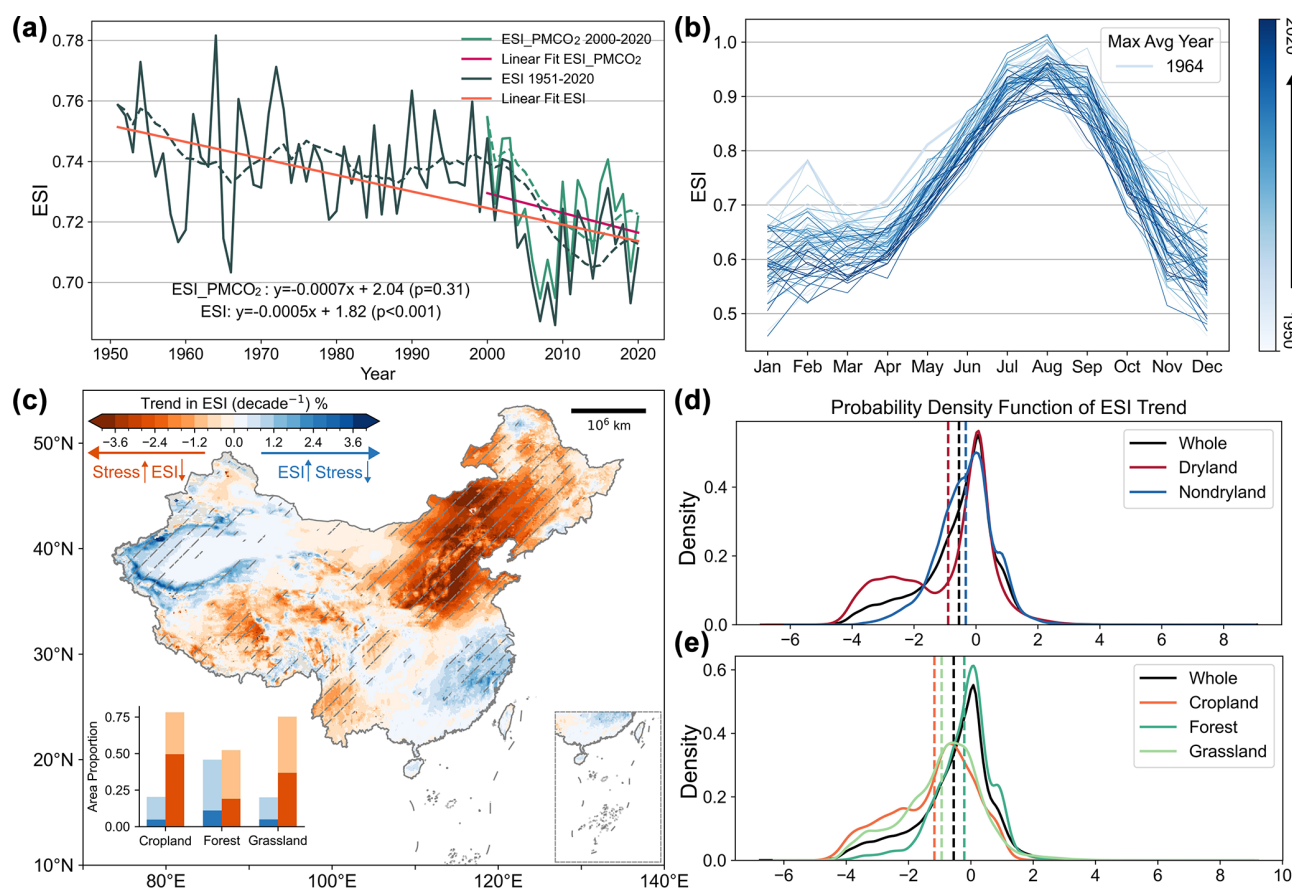 (a)
0.78
0.76
0.74
0.72
0.70
ESI
ESI_PMCO₂ 2000-2020
Linear Fit ESI_PMCO₂
ESI 1951-2020
Linear Fit ESI
ESI_PMCO₂ : y=-0.0007x + 2.04 (p=0.31)
ESI: y=-0.0005x + 1.82 (p<0.001)
1950 1960 1970 1980 1990 2000 2010 2020
Year
(b)
1.0
0.9
0.8
0.7
0.6
0.5
ESI
Max Avg Year
1964
Jan Feb Mar Apr May Jun Jul Aug Sep Oct Nov Dec
2020
1950
(c)
Trend in ESI (decade⁻¹) %
−3.6 −2.4 −1.2 0.0 1.2 2.4 3.6
Stress↑ESI↓
ESI↑ Stress↓
10⁶ km
50°N
40°N
30°N
20°N
10°N
80°E 100°E 120°E 140°E
Area Proportion
0.75
0.50
0.25
0.00
Cropland Forest Grassland
(d)
Probability Density Function of ESI Trend
Density
0.4
0.2
0.0
Whole
Dryland
Nondryland
−6 −4 −2 0 2 4 6 8
(e)
Density
0.6
0.4
0.2
0.0
Whole
Cropland
Forest
Grassland
−6 −4 −2 0 2 4 6 8 10